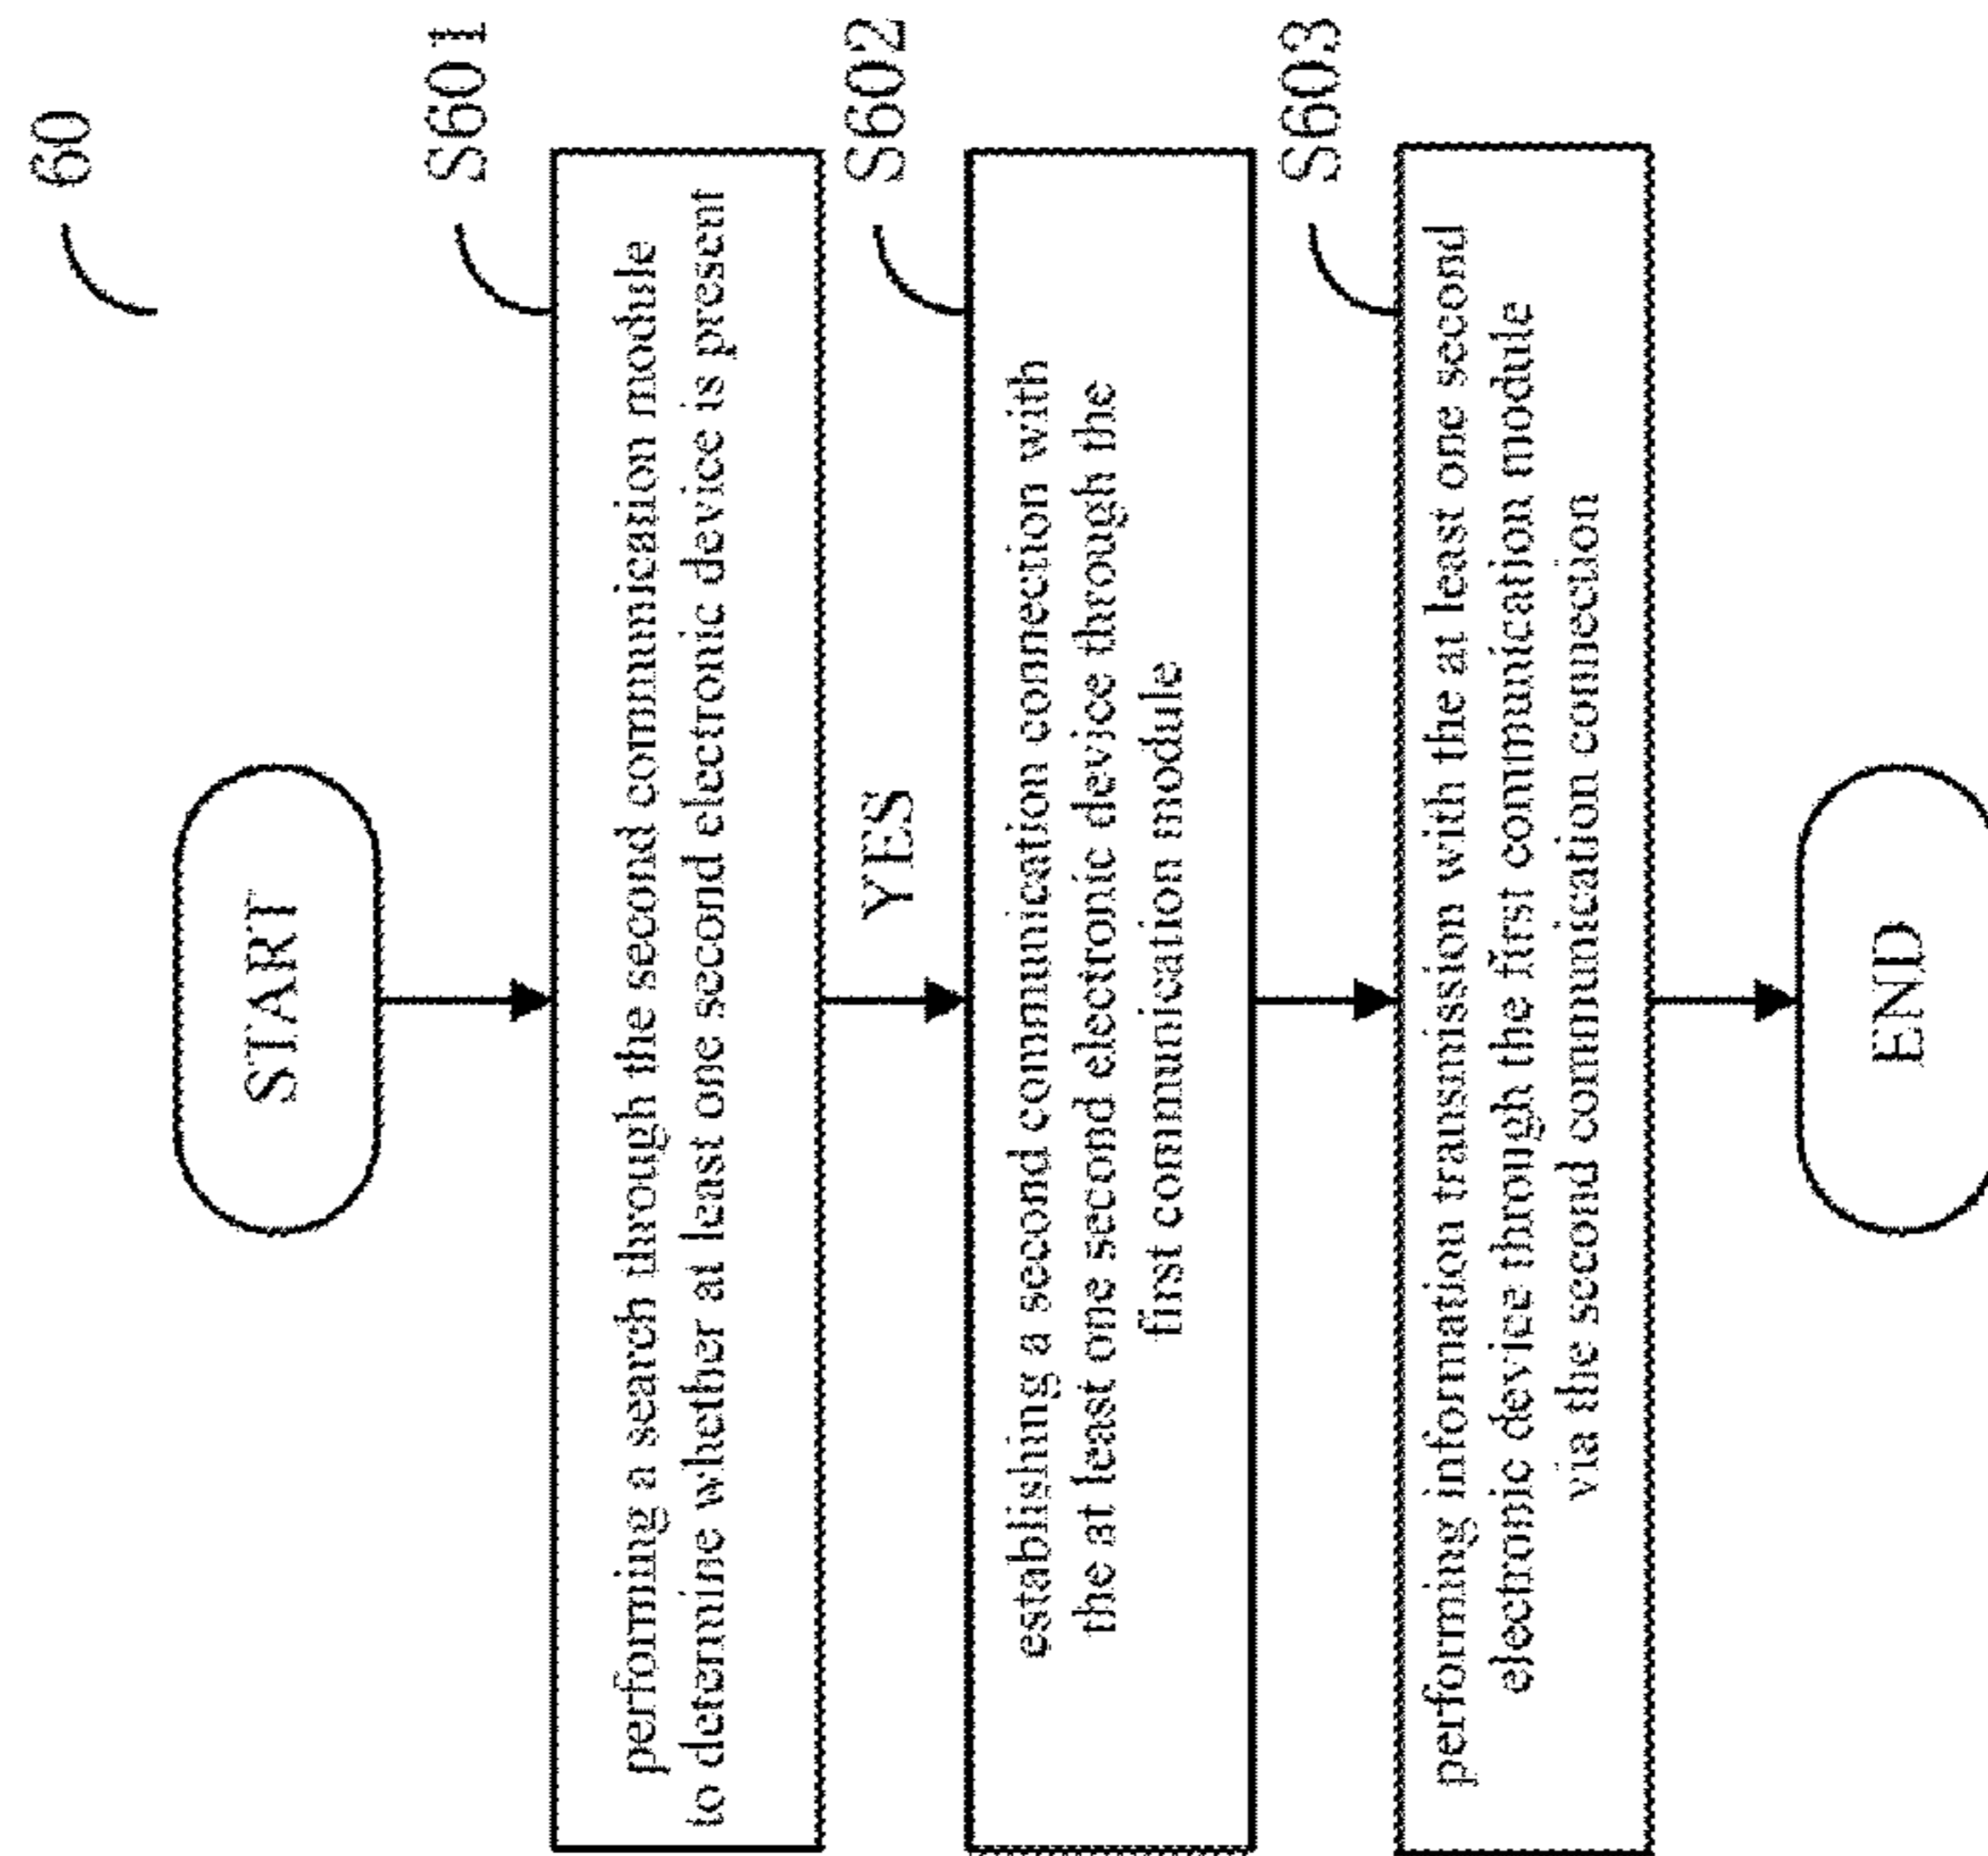 60
START
S601
performing a search through the second communication module
to determine whether at least one second electronic device is present
YES
S602
establishing a second communication connection with
the at least one second electronic device through the
first communication module
S603
performing information transmission with the at least one second
electronic device through the first communication module
via the second communication connection
END